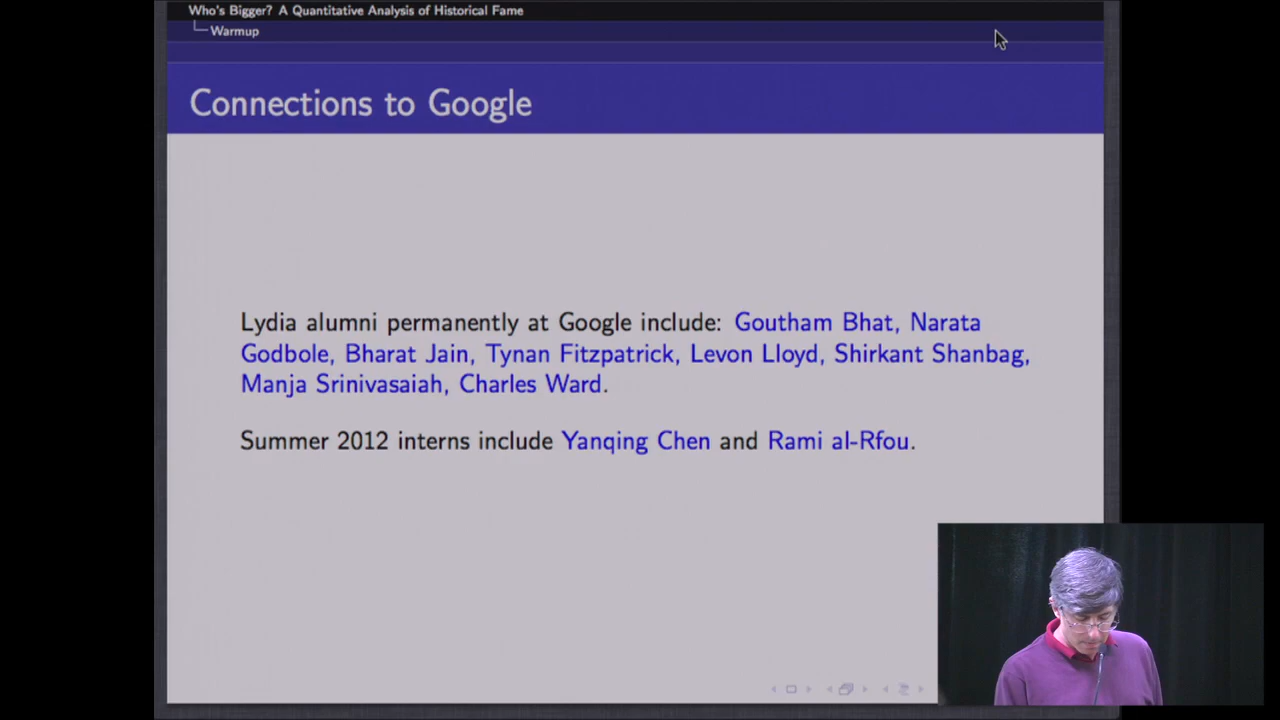 Who's Bigger? A Quantitative Analysis of Historical Fame
Warmup
Connections to Google
Lydia alumni permanently at Google include: Goutham Bhat, Narata
Godbole, Bharat Jain, Tynan Fitzpatrick, Levon Lloyd, Shirkant Shanbag,
Manja Srinivasaiah, Charles Ward.
Summer 2012 interns include Yanqing Chen and Rami al-Rfou.